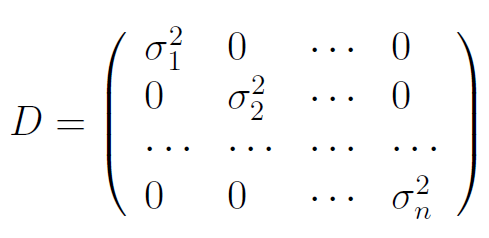 D = ( σ₁² 0 ⋯ 0
0 σ₂² ⋯ 0
⋯ ⋯ ⋯ ⋯
0 0 ⋯ σₙ² )